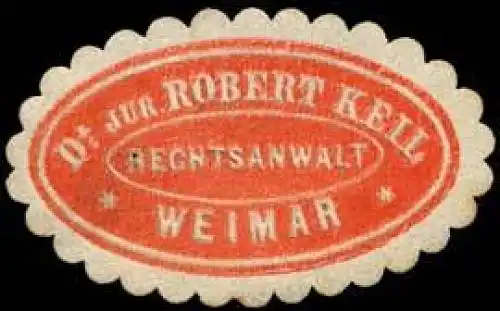 Dr. JUR. ROBERT KEIL
RECHTSANWALT
* WEIMAR *